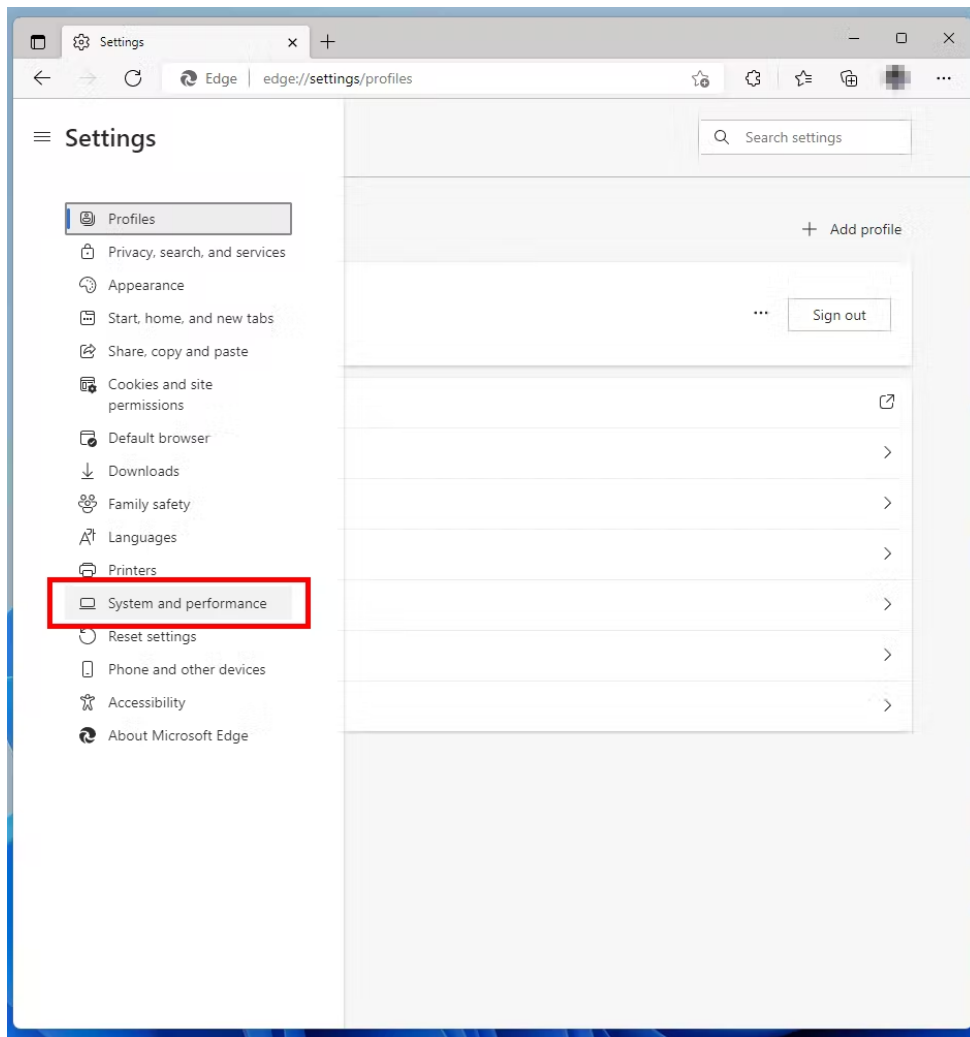 Settings
Edge edge://settings/profiles
Settings
Search settings
Profiles
Add profile
Privacy, search, and services
Appearance
Start, home, and new tabs
Sign out
Share, copy and paste
Cookies and site
permissions
Default browser
Downloads
Family safety
Languages
Printers
System and performance
Reset settings
Phone and other devices
Accessibility
About Microsoft Edge